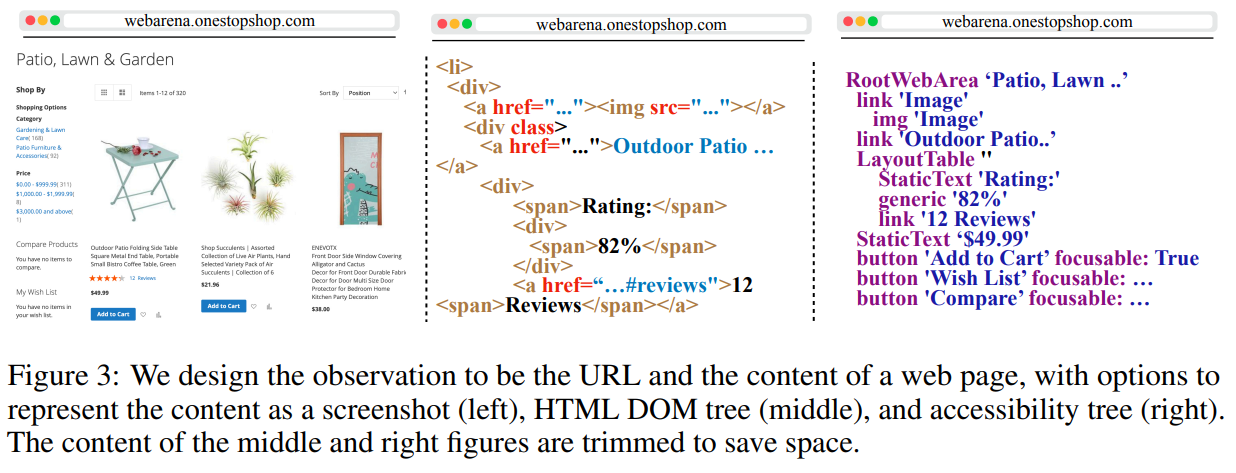 webarena.onestopshop.com
Patio, Lawn & Garden
Shop By
Shopping Options
Category
Gardening & Lawn
Care( 168)
Patio Furniture &
Accessories( 92)
Price
$0.00 - $999.99( 311)
$1,000.00 - $1,999.99(
8)
$3,000.00 and above(
1)
Compare Products
You have no items to
compare.
My Wish List
You have no items in
your wish list.
Items 1-12 of 320
Sort By Position
Outdoor Patio Folding Side Table
Square Metal End Table, Portable
Small Bistro Coffee Table, Green
12 Reviews
$49.99
Add to Cart
Shop Succulents | Assorted
Collection of Live Air Plants, Hand
Selected Variety Pack of Air
Succulents | Collection of 6
$21.96
Add to Cart
ENEVOTX
Front Door Side Window Covering
Alligator and Cactus
Decor for Front Door Durable Fabri
Decor for Door Multi Size Door
Protector for Bedroom Home
Kitchen Party Decoration
$38.00
webarena.onestopshop.com
<li>
<div>
<a href="..."><img src="..."></a>
<div class>
<a href="...">Outdoor Patio …
</a>
<div>
<span>Rating:</span>
<div>
<span>82%</span>
</div>
<a href=“…#reviews">12
<span>Reviews</span></a>
webarena.onestopshop.com
RootWebArea ‘Patio, Lawn ..’
link 'Image'
img 'Image'
link 'Outdoor Patio..’
LayoutTable ''
StaticText 'Rating:'
generic '82%'
link '12 Reviews'
StaticText ‘$49.99'
button 'Add to Cart’ focusable: True
button 'Wish List’ focusable: …
button 'Compare’ focusable: …
Figure 3: We design the observation to be the URL and the content of a web page, with options to
represent the content as a screenshot (left), HTML DOM tree (middle), and accessibility tree (right).
The content of the middle and right figures are trimmed to save space.